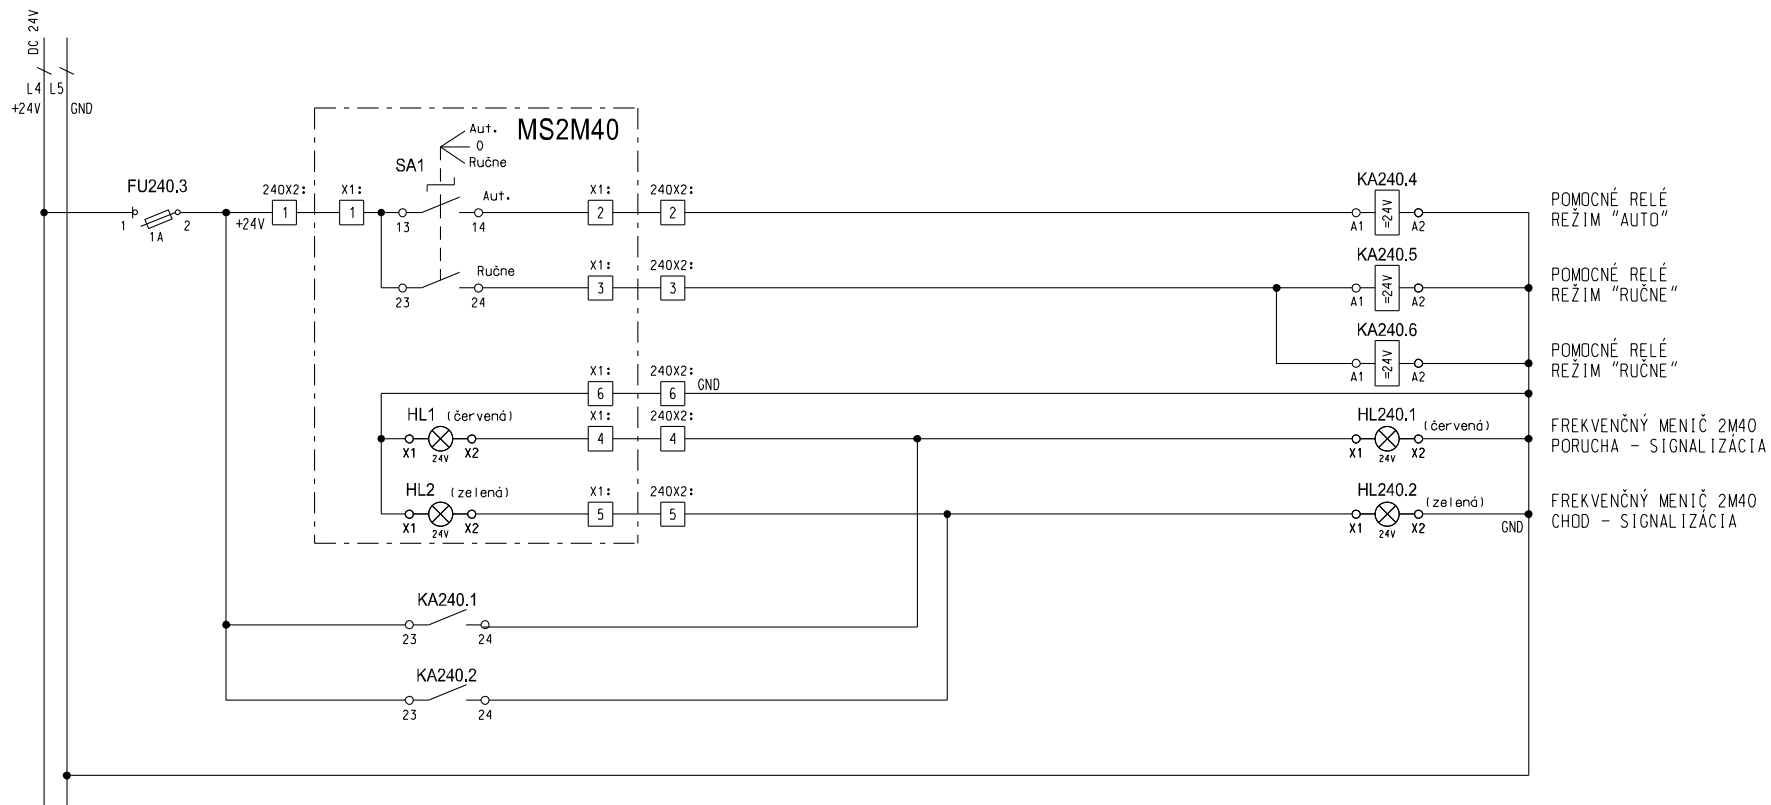 DC 24V
L4 L5
+24V GND
MS2M40
Aut.
0
Ručne
SA1
FU240.3
1 2
1A
+24V
240X2:
1
X1:
1
Aut.
13 14
X1:
2
240X2:
2
KA240.4
A1 =24V A2
POMOCNÉ RELÉ
REŽIM "AUTO"
Ručne
23 24
X1:
3
240X2:
3
KA240.5
A1 =24V A2
POMOCNÉ RELÉ
REŽIM "RUČNE"
KA240.6
A1 =24V A2
POMOCNÉ RELÉ
REŽIM "RUČNE"
X1:
6
240X2:
6
GND
HL1 (červená)
X1 24V X2
X1:
4
240X2:
4
HL240.1 (červená)
X1 24V X2
FREKVENČNÝ MENIČ 2M40
PORUCHA - SIGNALIZÁCIA
HL2 (zelená)
X1 24V X2
X1:
5
240X2:
5
HL240.2 (zelená)
X1 24V X2
GND
FREKVENČNÝ MENIČ 2M40
CHOD - SIGNALIZÁCIA
KA240.1
23 24
KA240.2
23 24